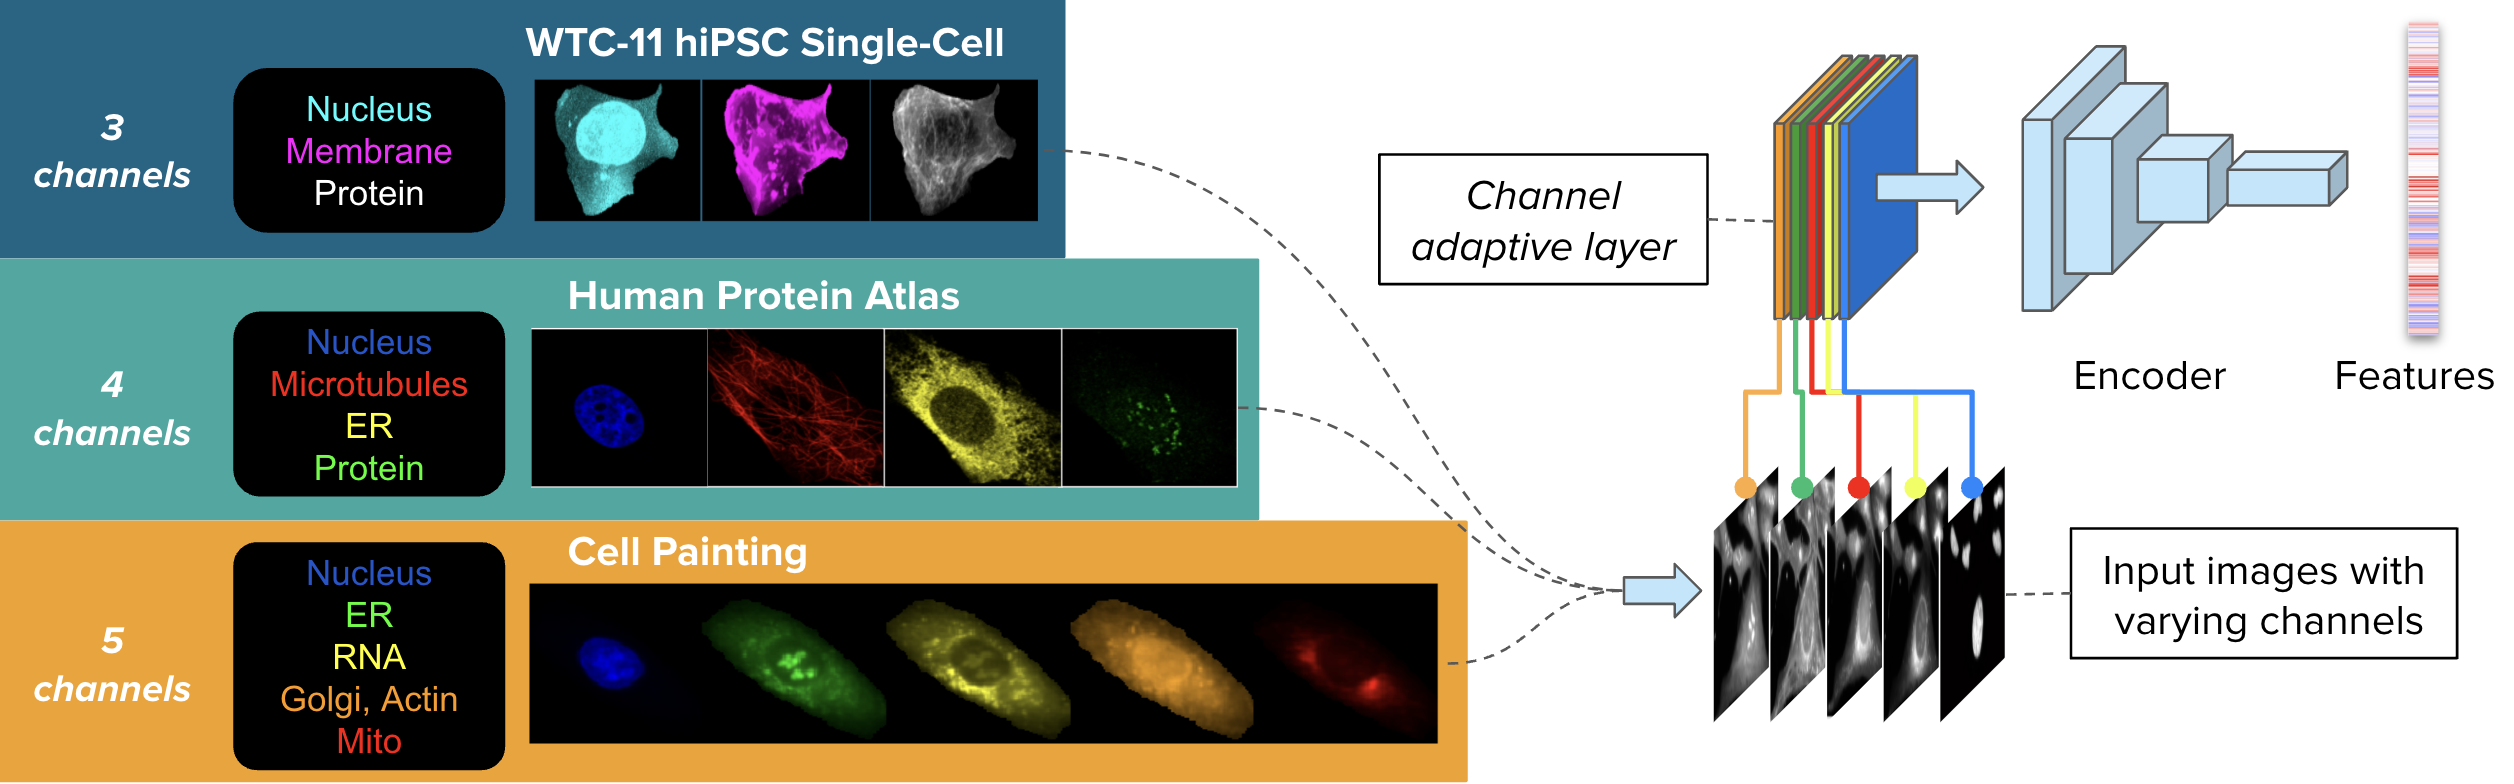 WTC-11 hiPSC Single-Cell
3
channels
Nucleus
Membrane
Protein
Human Protein Atlas
4
channels
Nucleus
Microtubules
ER
Protein
Cell Painting
5
channels
Nucleus
ER
RNA
Golgi, Actin
Mito
Channel
adaptive layer
Encoder
Features
Input images with
varying channels